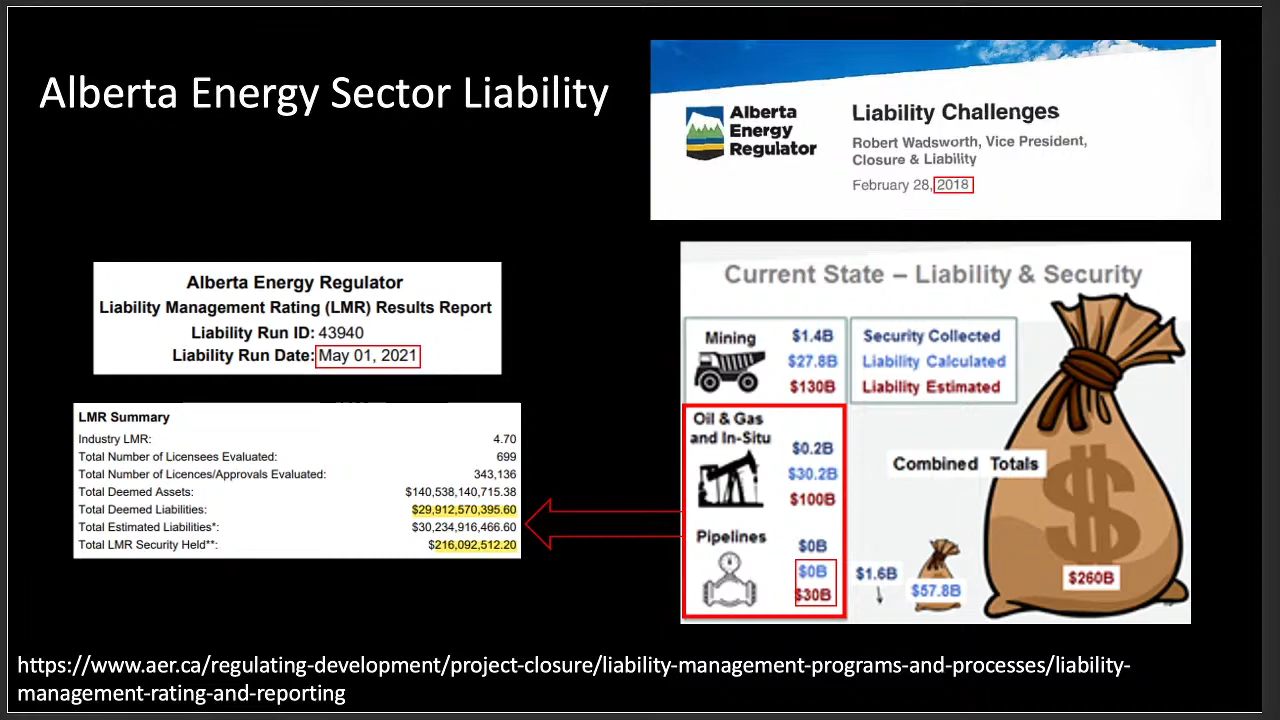 Alberta Energy Sector Liability
Alberta
Energy
Regulator
Liability Challenges
Robert Wadsworth, Vice President,
Closure & Liability
February 28, 2018
Alberta Energy Regulator
Liability Management Rating (LMR) Results Report
Liability Run ID: 43940
Liability Run Date: May 01, 2021
LMR Summary
Industry LMR: 4.70
Total Number of Licensees Evaluated: 699
Total Number of Licences/Approvals Evaluated: 343,136
Total Deemed Assets: $140,538,140,715.38
Total Deemed Liabilities: $29,912,570,395.60
Total Estimated Liabilities*: $30,234,916,466.60
Total LMR Security Held**: $216,092,512.20
Current State – Liability & Security
Mining
$1.4B
$27.8B
$130B
Security Collected
Liability Calculated
Liability Estimated
Oil & Gas
and In-Situ
$0.2B
$30.2B
$100B
Pipelines
$0B
$0B
$30B
Combined Totals
$1.6B
$57.8B
$260B
https://www.aer.ca/regulating-development/project-closure/liability-management-programs-and-processes/liability-
management-rating-and-reporting